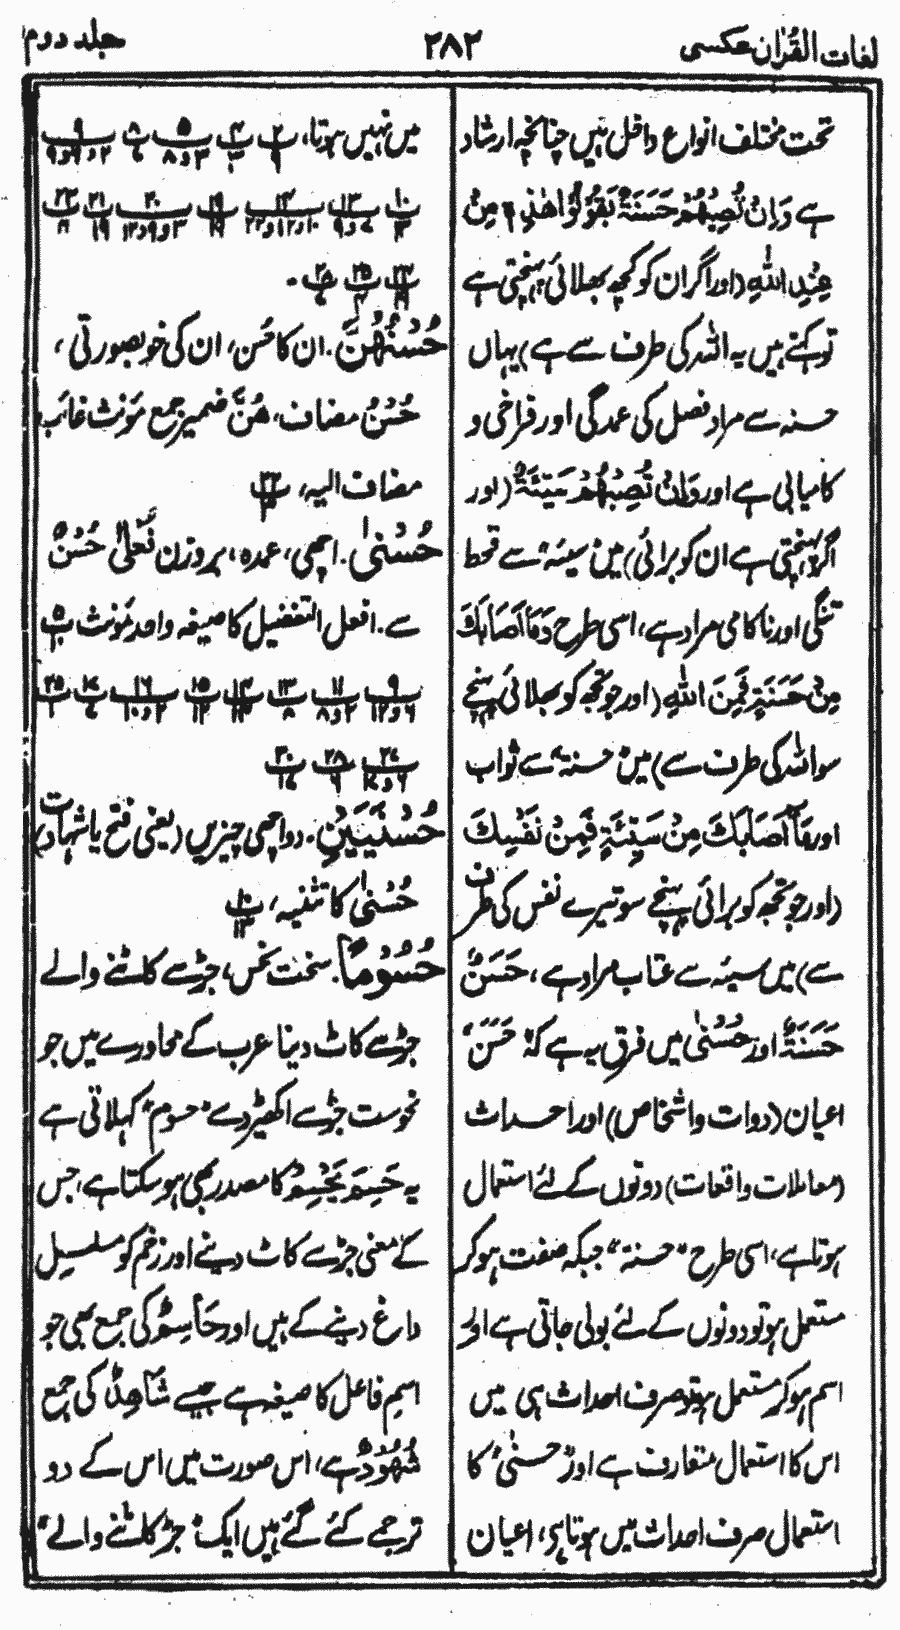 لغات القرآن عکسی ۲۸۲ جلد دوم
تحت مختلف انواع داخل ہیں چنانچہ ارشاد
ہے وَاِنْ تُصِبْهُمْ حَسَنَةٌ یَّقُوْلُوْا هٰذِهٖ مِنْ
عِنْدِ اللّٰهِ (اور اگر ان کو کچھ بھلائی پہنچتی ہے
تو کہتے ہیں یہ اللہ کی طرف سے ہے) یہاں
حسنہ سے مراد فصل کی عمدگی اور فراخی و
کامیابی ہے اور وَاِنْ تُصِبْهُمْ سَيِّئَةٌ (اور
اگر پہنچتی ہے ان کو برائی) میں "سیئہ" سے قحط
تنگی اور ناکامی مراد ہے، اسی طرح وَمَا اَصَابَكَ
مِنْ حَسَنَةٍ فَمِنَ اللّٰهِ (اور جو تجھ کو بھلائی پہنچے
سو اللہ کی طرف سے) میں "حسنۃ" سے ثواب
اور مَا اَصَابَكَ مِنْ سَيِّئَةٍ فَمِنْ نَفْسِكَ
(اور جو تجھ کو برائی پہنچے سو تیرے نفس کی طرف
سے) میں سیئہ سے عتاب مراد ہے، حَسَنٌ
حَسَنَةٌ اور حُسْنٰى میں فرق یہ ہے کہ "حَسَن"
اعیان (ذوات و اشخاص) اور احداث
(معاملات و اقعات) دونوں کے لئے استعمال
ہوتا ہے، اسی طرح "حسنۃ" جبکہ صفت ہو کر
مستعمل ہو تو دونوں کے لئے بولی جاتی ہے اور
اسم ہو کر مستعمل ہو تو صرف احداث ہی میں
اس کا استعمال متعارف ہے اور "حسنیٰ" کا
استعمال صرف احداث میں ہوتا ہے، اعیان
میں نہیں ہوتا،
حُسْنُهُنَّ. ان کا حُسن، ان کی خوبصورتی،
حُسْنُ مضاف، هُنَّ ضمیر جمع مؤنث غائب
مضاف الیہ، ۲۲
حُسْنٰى. اچھی، عمدہ، بروزن فُعْلٰى حُسْنٌ
سے. افعل التفضیل کا صیغہ واحد مؤنث
حُسْنَيَيْنِ. دو اچھی چیزیں (یعنی فتح یا شہادت)
حُسْنٰى کا تثنیہ، ۱۰
حُسُوْمًا. سخت نحس، جڑ سے کاٹنے والے
جڑ سے کاٹ دینا عرب کے محاورے میں جو
نحوست جڑ سے اکھیڑ دے "حسوم" کہلاتی ہے
یہ حَسَمَ يَحْسِمُ کا مصدر بھی ہو سکتا ہے، جس
کے معنی جڑ سے کاٹ دینے اور زخم کو مسلسل
داغ دینے کے ہیں اور حَاسِمٌ کی جمع بھی جو
اسمِ فاعل کا صیغہ ہے جیسے شَاهِدٌ کی جمع
شُهُوْدٌ ہے، اس صورت میں اس کے دو
ترجمے کئے گئے ہیں ایک "جڑ کاٹنے والے"